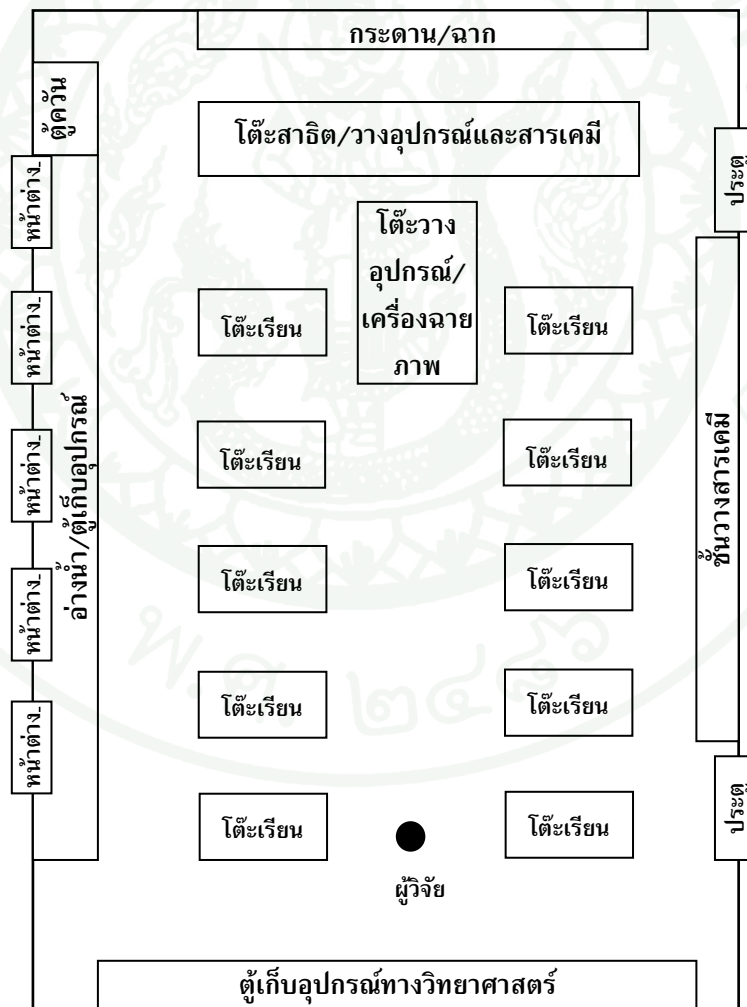 กระดาน/ฉาก
ตู้ควัน
โต๊ะสาธิต/วางอุปกรณ์และสารเคมี
ประตู
หน้าต่าง
โต๊ะวาง
อุปกรณ์/
เครื่องฉาย
ภาพ
หน้าต่าง
โต๊ะเรียน
โต๊ะเรียน
หน้าต่าง
อ่างน้ำ/ตู้เก็บอุปกรณ์
โต๊ะเรียน
โต๊ะเรียน
ชั้นวางสารเคมี
หน้าต่าง
โต๊ะเรียน
โต๊ะเรียน
พ.ศ. ๒๔๘๖
หน้าต่าง
โต๊ะเรียน
โต๊ะเรียน
ประตู
โต๊ะเรียน
โต๊ะเรียน
ผู้วิจัย
ตู้เก็บอุปกรณ์ทางวิทยาศาสตร์